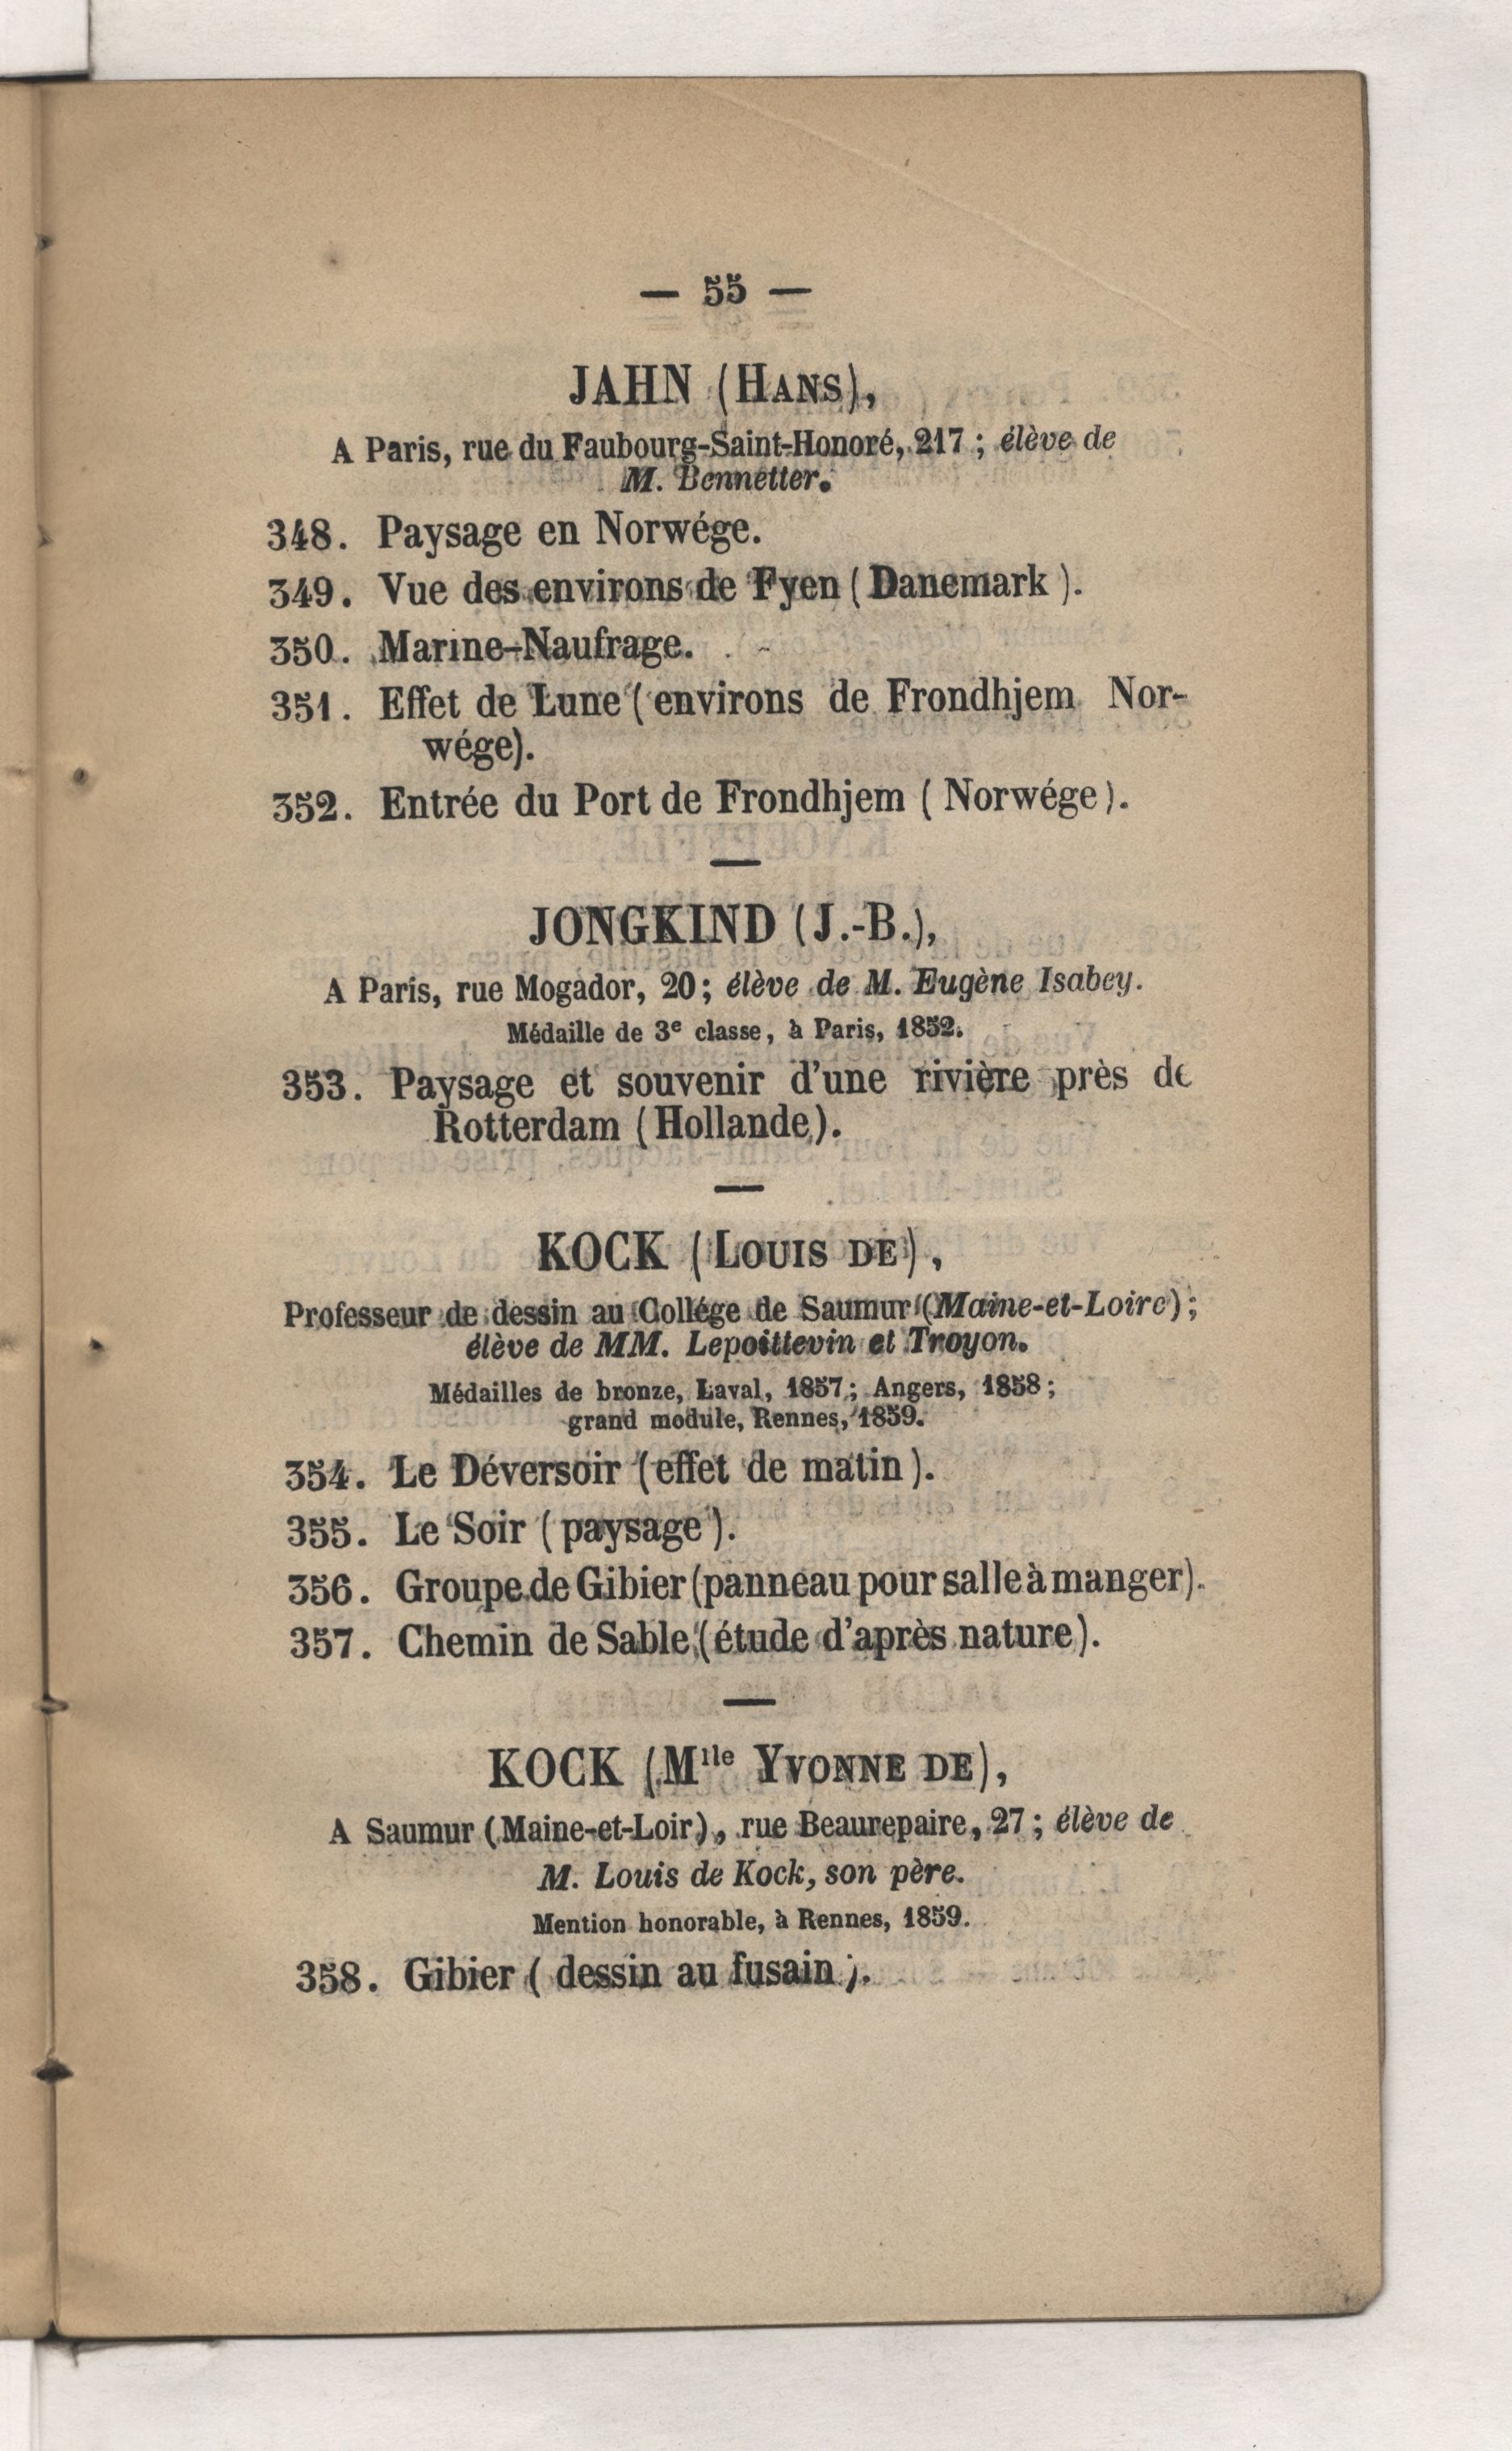 — 55 —
JAHN (HANS),
A Paris, rue du Faubourg-Saint-Honoré, 217 ; élève de
M. Bennetter.
348. Paysage en Norwége.
349. Vue des environs de Fyen ( Danemark ).
350. Marine-Naufrage.
351. Effet de Lune ( environs de Frondhjem Nor-
wége).
352. Entrée du Port de Frondhjem ( Norwége ).
JONGKIND (J.-B.),
A Paris, rue Mogador, 20 ; élève de M. Eugène Isabey.
Médaille de 3e classe, à Paris, 1852.
353. Paysage et souvenir d'une rivière près de
Rotterdam ( Hollande ).
KOCK (LOUIS DE),
Professeur de dessin au Collége de Saumur (Maine-et-Loire) ;
élève de MM. Lepoittevin et Troyon.
Médailles de bronze, Laval, 1857 ; Angers, 1858 ;
grand module, Rennes, 1859.
354. Le Déversoir ( effet de matin ).
355. Le Soir ( paysage ).
356. Groupe de Gibier (panneau pour salle à manger).
357. Chemin de Sable (étude d'après nature).
KOCK (Mlle YVONNE DE),
A Saumur (Maine-et-Loir), rue Beaurepaire, 27 ; élève de
M. Louis de Kock, son père.
Mention honorable, à Rennes, 1859.
358. Gibier ( dessin au fusain ).